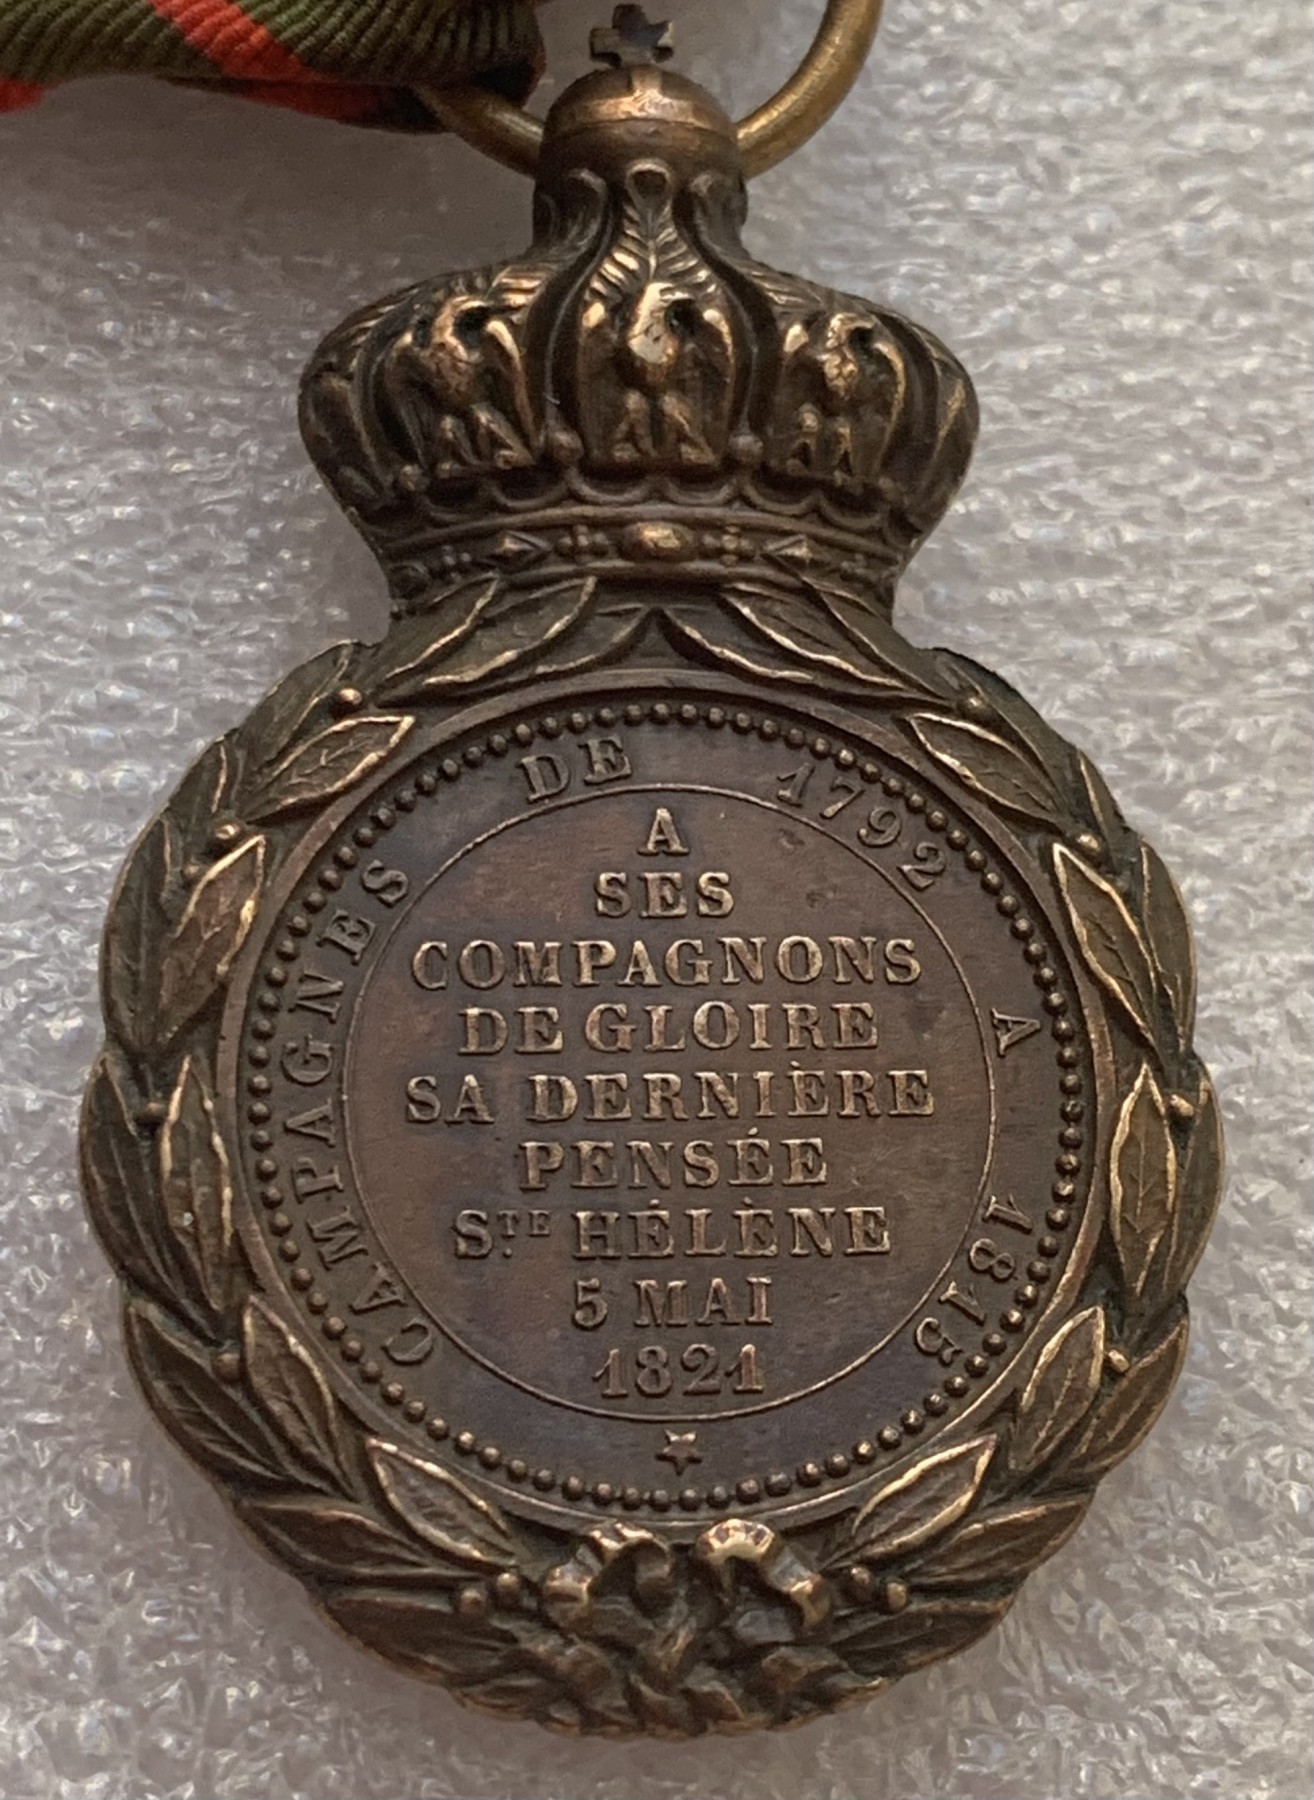 CAMPAGNES DE 1792 A 1815
A
SES
COMPAGNONS
DE GLOIRE
SA DERNIÈRE
PENSÉE
STE HÉLÈNE
5 MAI
1821